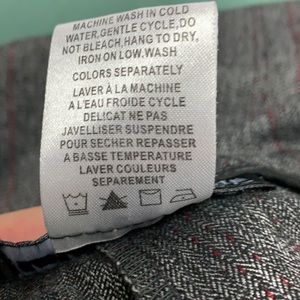 MACHINE WASH IN COLD
WATER,GENTLE CYCLE,DO
NOT BLEACH,HANG TO DRY,
IRON ON LOW,WASH
COLORS SEPARATELY
LAVER À LA MACHINE
A L'EAU FROIDE CYCLE
DELICAT NE PAS
JAVELLISER SUSPENDRE
POUR SECHER REPASSER
A BASSE TEMPERATURE
LAVER COULEURS
SEPAREMENT